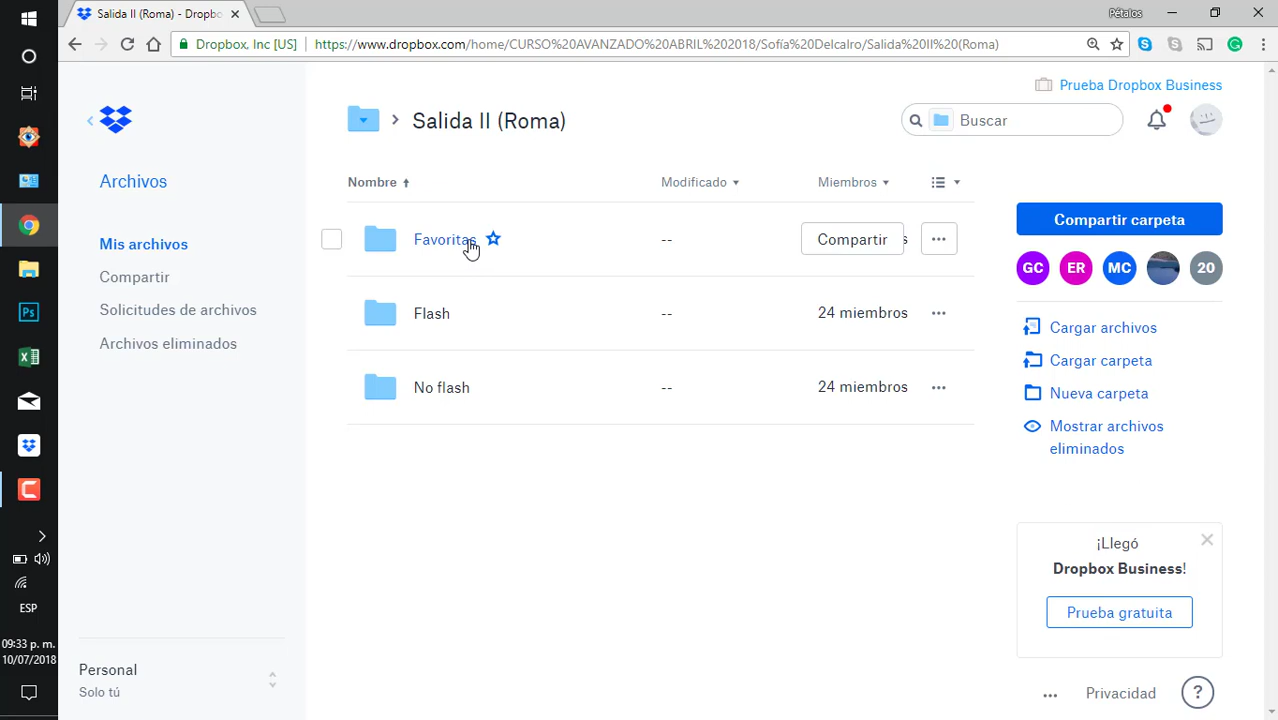 Salida II (Roma) - Dropbo
Pétalos
Dropbox, Inc [US]
https://www.dropbox.com/home/CURSO%20AVANZADO%20ABRIL%202018/Sofía%20Delcalro/Salida%20II%20(Roma)
Prueba Dropbox Business
Salida II (Roma)
Buscar
Archivos
Nombre
Modificado
Miembros
Mis archivos
Compartir
Solicitudes de archivos
Archivos eliminados
Favoritas
--
Compartir
s
Flash
--
24 miembros
No flash
--
24 miembros
Compartir carpeta
GC
ER
MC
20
Cargar archivos
Cargar carpeta
Nueva carpeta
Mostrar archivos
eliminados
¡Llegó
Dropbox Business!
Prueba gratuita
Personal
Solo tú
Privacidad
?
Ps
ESP
09:33 p. m.
10/07/2018